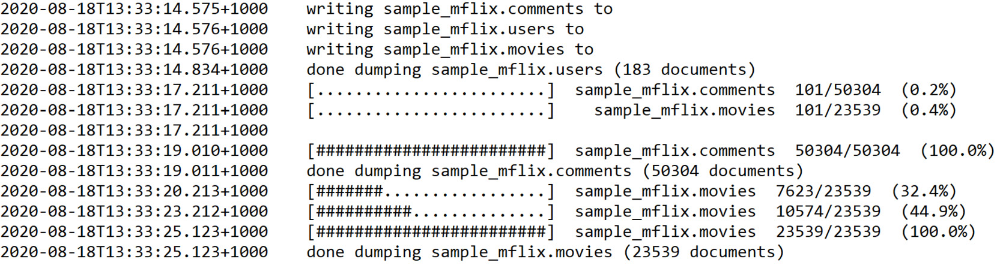 2020-08-18T13:33:14.575+1000    writing sample_mflix.comments to
2020-08-18T13:33:14.576+1000    writing sample_mflix.users to
2020-08-18T13:33:14.576+1000    writing sample_mflix.movies to
2020-08-18T13:33:14.834+1000    done dumping sample_mflix.users (183 documents)
2020-08-18T13:33:17.211+1000    [........................]  sample_mflix.comments  101/50304  (0.2%)
2020-08-18T13:33:17.211+1000    [........................]    sample_mflix.movies  101/23539  (0.4%)
2020-08-18T13:33:17.211+1000
2020-08-18T13:33:19.010+1000    [########################]  sample_mflix.comments  50304/50304  (100.0%)
2020-08-18T13:33:19.011+1000    done dumping sample_mflix.comments (50304 documents)
2020-08-18T13:33:20.213+1000    [#######.................]  sample_mflix.movies  7623/23539  (32.4%)
2020-08-18T13:33:23.212+1000    [##########..............]  sample_mflix.movies  10574/23539  (44.9%)
2020-08-18T13:33:25.123+1000    [########################]  sample_mflix.movies  23539/23539  (100.0%)
2020-08-18T13:33:25.123+1000    done dumping sample_mflix.movies (23539 documents)